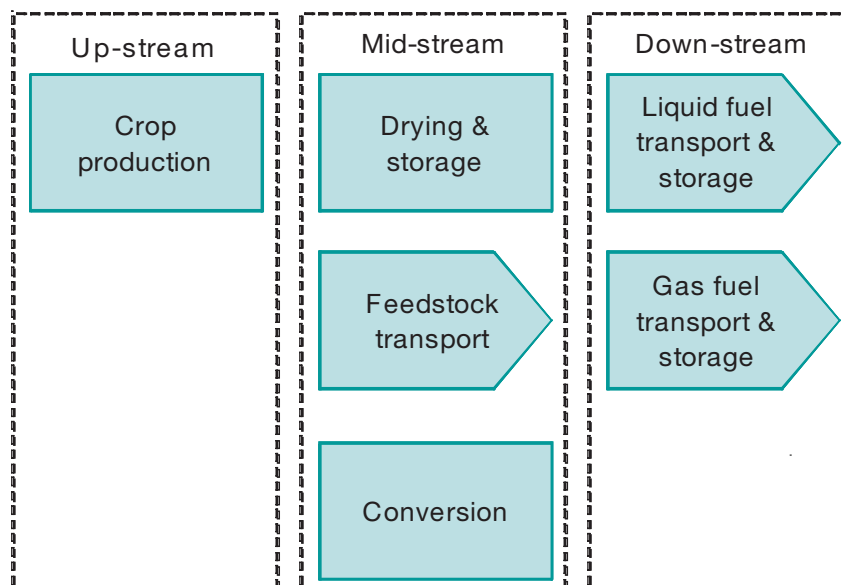 Up-stream
Crop
production
Mid-stream
Drying &
storage
Feedstock
transport
Conversion
Down-stream
Liquid fuel
transport &
storage
Gas fuel
transport &
storage